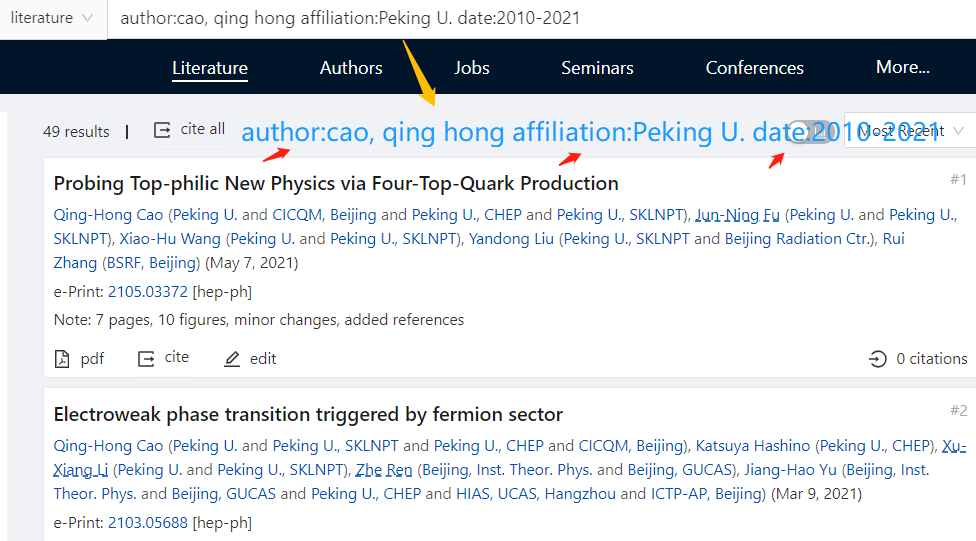 literature
author:cao, qing hong affiliation:Peking U. date:2010-2021
Literature Authors Jobs Seminars Conferences More...
49 results | cite all author:cao, qing hong affiliation:Peking U. date:2010-2021 Most Recent
Probing Top-philic New Physics via Four-Top-Quark Production #1
Qing-Hong Cao (Peking U. and CICQM, Beijing and Peking U., CHEP and Peking U., SKLNPT), Jun-Ning Fu (Peking U. and Peking U.,
SKLNPT), Xiao-Hu Wang (Peking U. and Peking U., SKLNPT), Yandong Liu (Peking U., SKLNPT and Beijing Radiation Ctr.), Rui
Zhang (BSRF, Beijing) (May 7, 2021)
e-Print: 2105.03372 [hep-ph]
Note: 7 pages, 10 figures, minor changes, added references
pdf cite edit 0 citations
Electroweak phase transition triggered by fermion sector #2
Qing-Hong Cao (Peking U. and Peking U., SKLNPT and Peking U., CHEP and CICQM, Beijing), Katsuya Hashino (Peking U., CHEP), Xu-
Xiang Li (Peking U. and Peking U., SKLNPT), Zhe Ren (Beijing, Inst. Theor. Phys. and Beijing, GUCAS), Jiang-Hao Yu (Beijing, Inst.
Theor. Phys. and Beijing, GUCAS and Peking U., CHEP and HIAS, UCAS, Hangzhou and ICTP-AP, Beijing) (Mar 9, 2021)
e-Print: 2103.05688 [hep-ph]